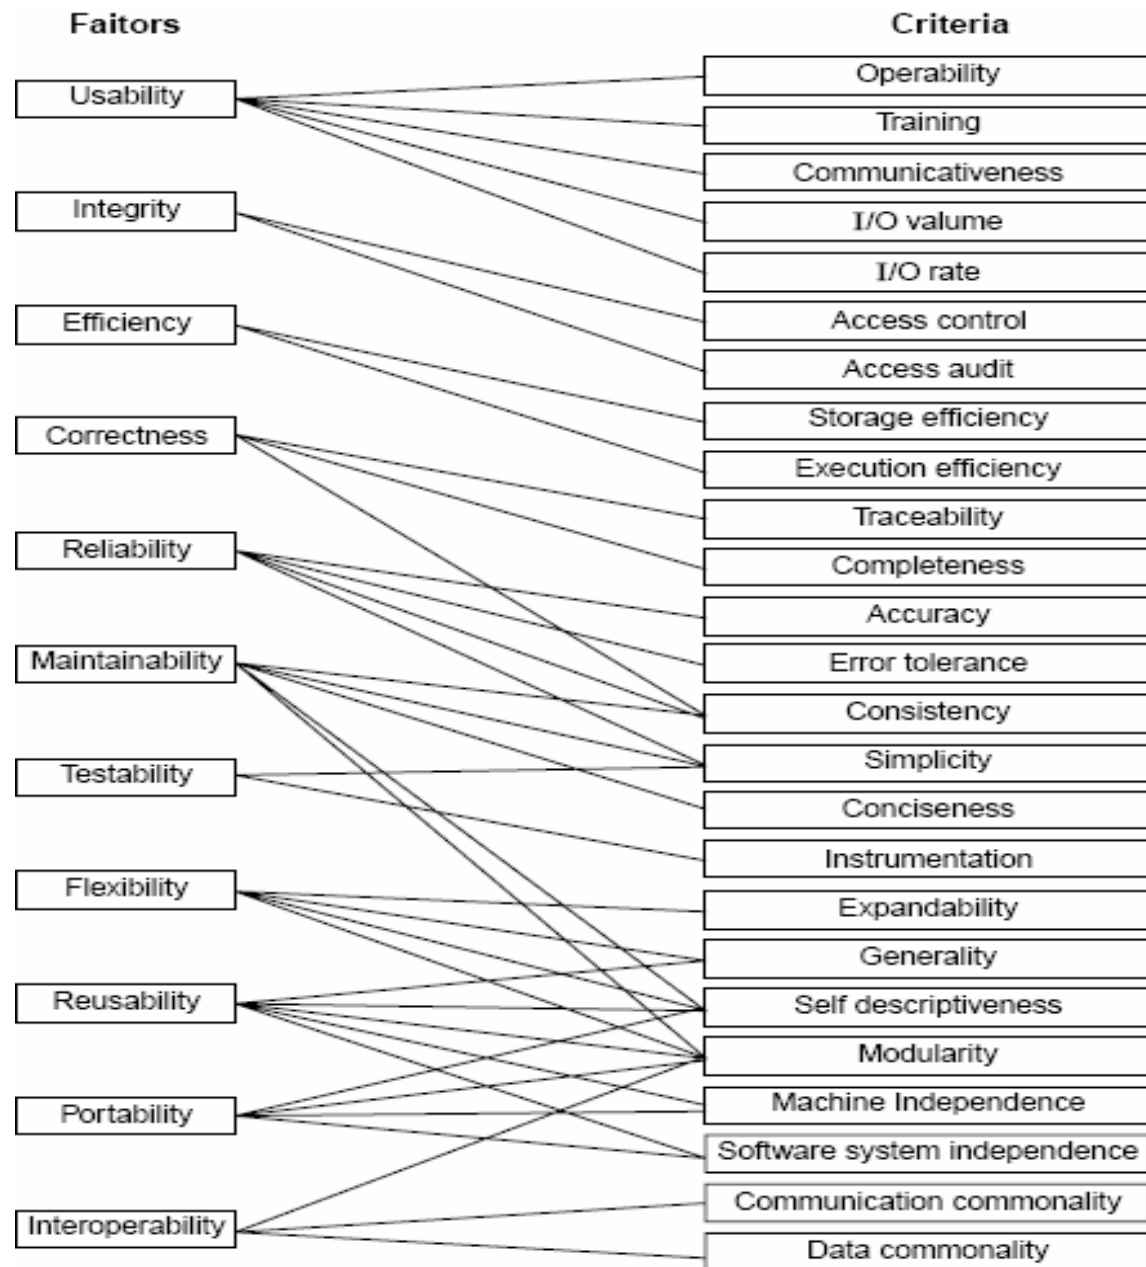 Faitors
Criteria
Usability
Integrity
Efficiency
Correctness
Reliability
Maintainability
Testability
Flexibility
Reusability
Portability
Interoperability
Operability
Training
Communicativeness
I/O valume
I/O rate
Access control
Access audit
Storage efficiency
Execution efficiency
Traceability
Completeness
Accuracy
Error tolerance
Consistency
Simplicity
Conciseness
Instrumentation
Expandability
Generality
Self descriptiveness
Modularity
Machine Independence
Software system independence
Communication commonality
Data commonality